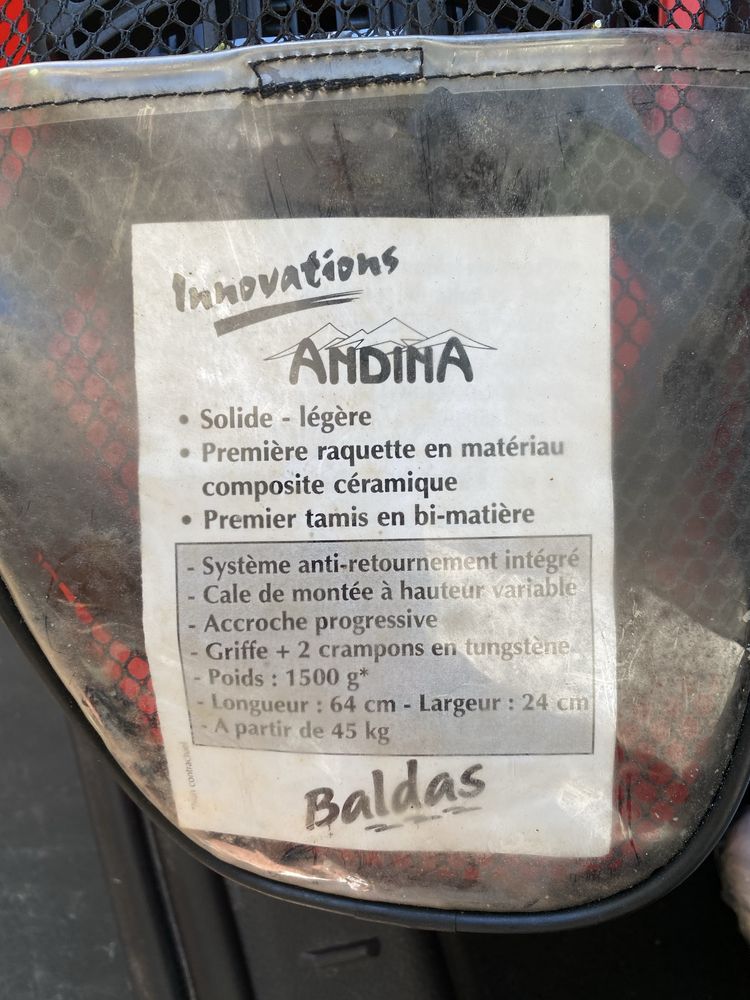 Innovations
ANDINA
• Solide - légère
• Première raquette en matériau
composite céramique
• Premier tamis en bi-matière
- Système anti-retournement intégré
- Cale de montée à hauteur variable
- Accroche progressive
- Griffe + 2 crampons en tungstène
- Poids : 1500 g*
- Longueur : 64 cm - Largeur : 24 cm
- A partir de 45 kg
contractuel
Baldas